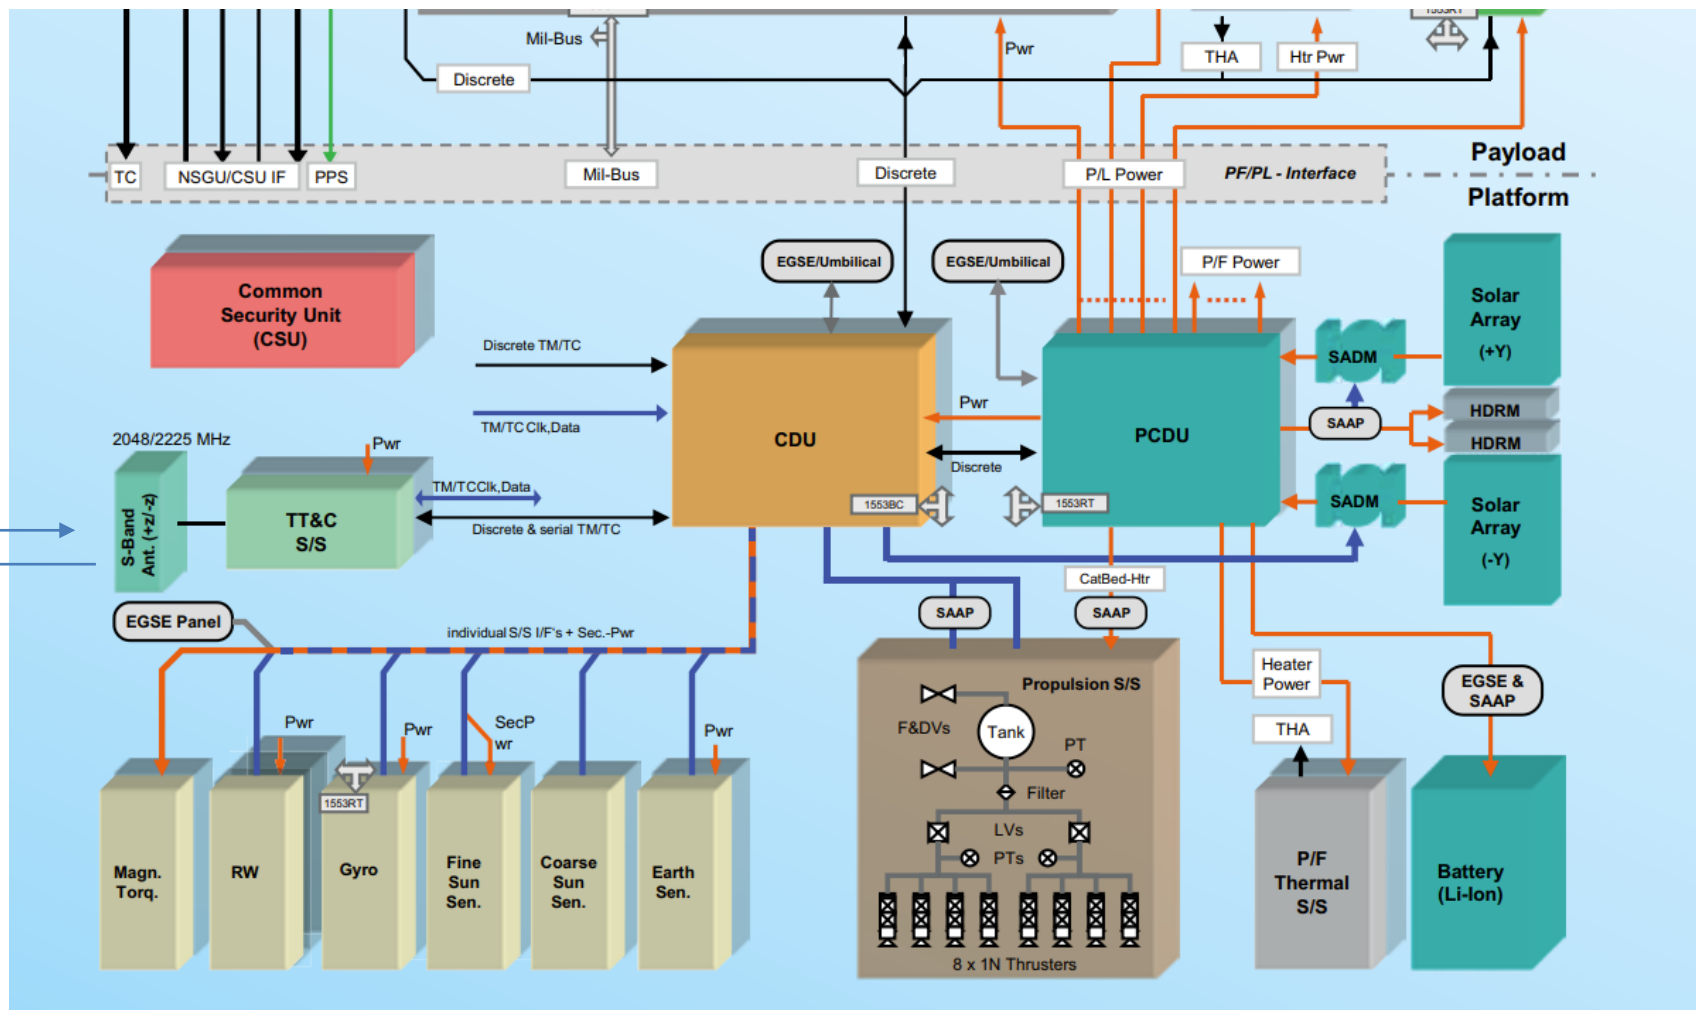 1553RT
Mil-Bus
Pwr
THA
Htr Pwr
Discrete
Payload
TC
NSGU/CSU IF
PPS
Mil-Bus
Discrete
P/L Power
PF/PL - Interface
Platform
Common
Security Unit
(CSU)
EGSE/Umbilical
EGSE/Umbilical
P/F Power
Solar
Array
(+Y)
Discrete TM/TC
SADM
TM/TC Clk,Data
CDU
Pwr
PCDU
SAAP
HDRM
HDRM
2048/2225 MHz
Pwr
Discrete
TM/TCClk,Data
S-Band
Ant. (+z/-z)
TT&C
S/S
Discrete & serial TM/TC
1553BC
1553RT
SADM
Solar
Array
(-Y)
CatBed-Htr
EGSE Panel
individual S/S I/F's + Sec.-Pwr
SAAP
SAAP
Propulsion S/S
Heater
Power
EGSE &
SAAP
Pwr
Pwr
SecP
wr
Pwr
F&DVs
Tank
PT
THA
1553RT
Filter
LVs
PTs
Magn.
Torq.
RW
Gyro
Fine
Sun
Sen.
Coarse
Sun
Sen.
Earth
Sen.
P/F
Thermal
S/S
Battery
(Li-Ion)
8 x 1N Thrusters